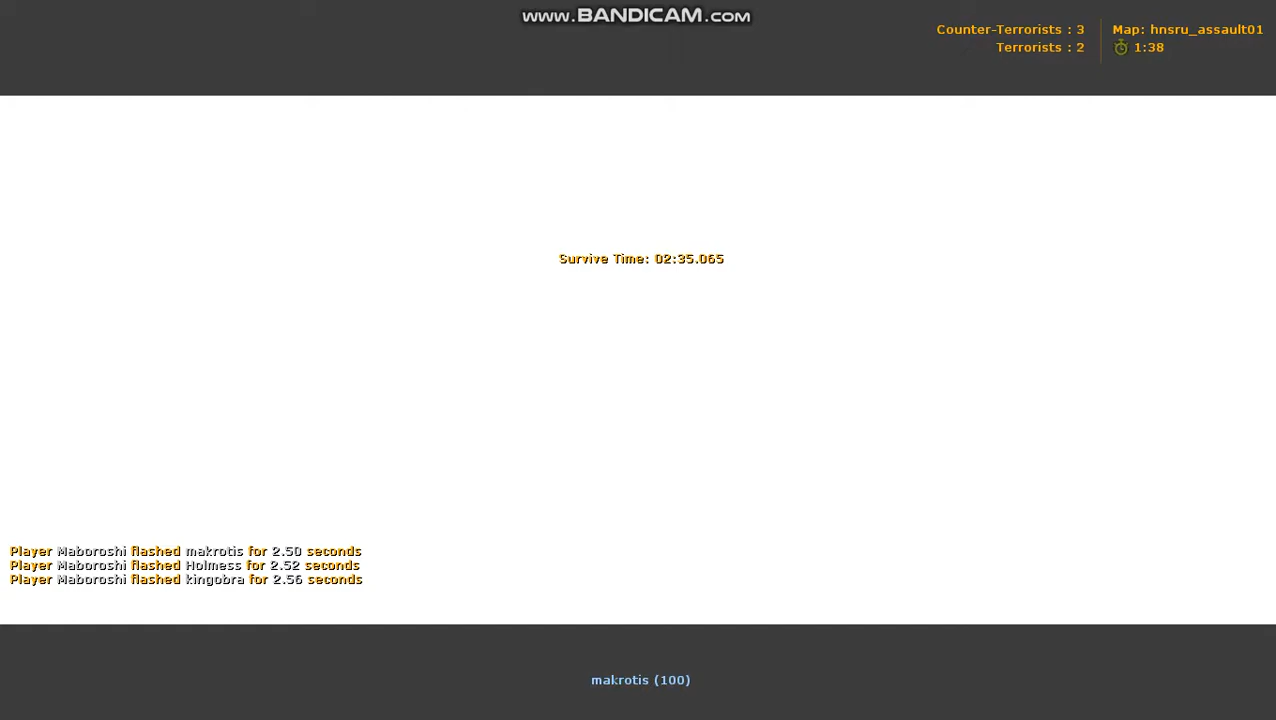 www.BANDICAM.com
Counter-Terrorists : 3
Terrorists : 2
Map: hnsru_assault01
1:38
Survive Time: 02:35.065
Player Maboroshi flashed makrotis for 2.50 seconds
Player Maboroshi flashed Holmess for 2.52 seconds
Player Maboroshi flashed kingobra for 2.56 seconds
makrotis (100)